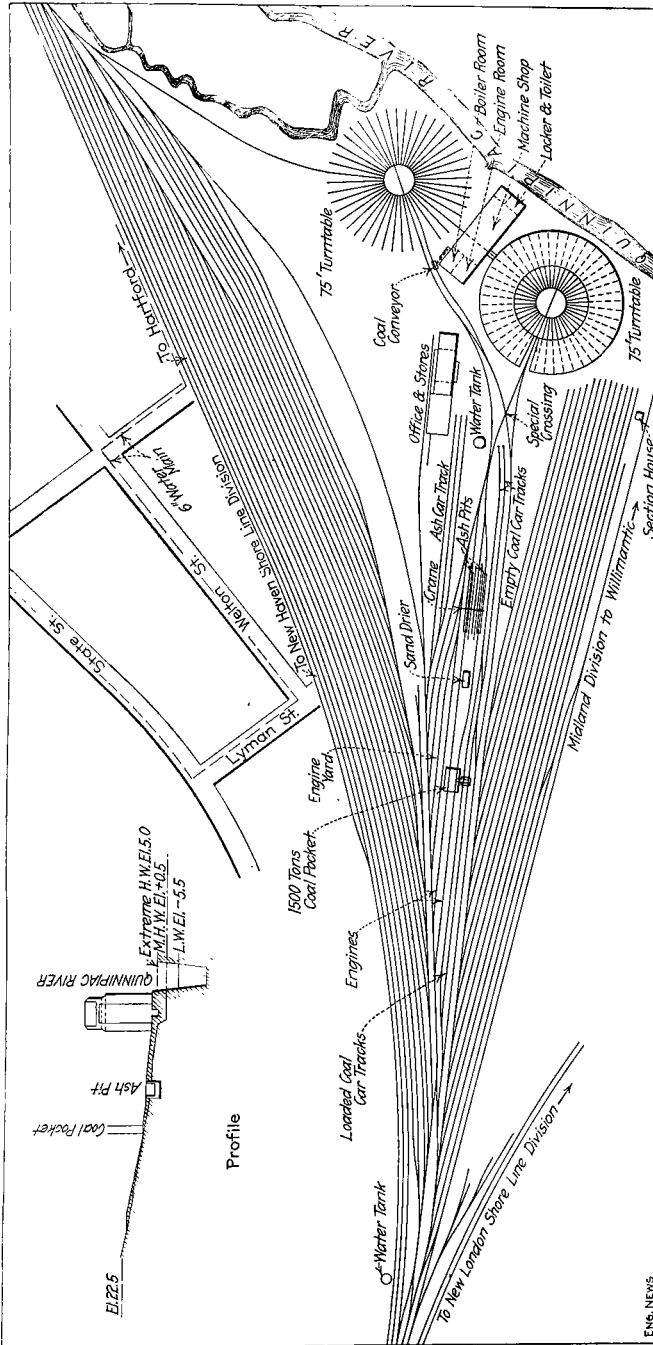 State St.
Lyman St.
Welton St.
6" Water
Main
To Hartford
To New Haven Shore Line Division
RIVER
QUINNI
Boiler Room
Engine Room
Machine Shop
Locker & Toilet
75' Turntable
Coal
Conveyor
Office & Stores
Water Tank
75' Turntable
Special
Crossing
Ash Car Track
Crane
Ash Pits
Empty Coal Car Tracks
Sand Drier
Engine
Yard
1500 Tons
Coal Pocket
Engines
Loaded Coal
Car Tracks
Midland Division to Willimantic
Section House
Water Tank
To New London Shore Line Division
El.22.5
Coal Pocket
Ash Pit
QUINNIPIAC RIVER
Extreme H.W. El.5.0
M.H.W. El.+0.5
L.W. El.-5.5
Profile
ENG. NEWS